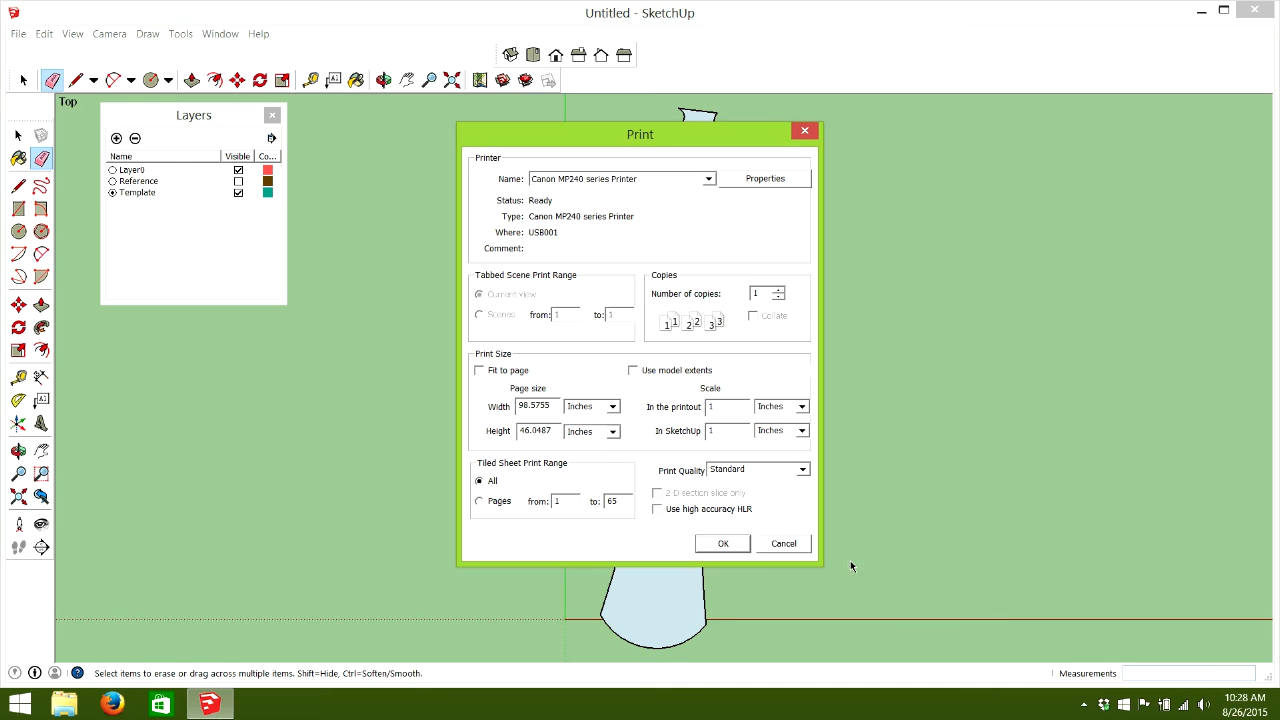 Untitled - SketchUp
File Edit View Camera Draw Tools Window Help
Top
Layers
Name Visible Co...
Layer0
Reference
Template
Print
Printer
Name: Canon MP240 series Printer Properties
Status: Ready
Type: Canon MP240 series Printer
Where: USB001
Comment:
Tabbed Scene Print Range
Current view
Scenes from: 1 to: 1
Copies
Number of copies: 1
1 1 2 2 3 3 Collate
Print Size
Fit to page Use model extents
Page size Scale
Width 98.5755 Inches In the printout 1 Inches
Height 46.0487 Inches In SketchUp 1 Inches
Tiled Sheet Print Range
All
Pages from: 1 to: 65
Print Quality Standard
2-D section slice only
Use high accuracy HLR
OK Cancel
Select items to erase or drag across multiple items. Shift=Hide, Ctrl=Soften/Smooth. Measurements
10:28 AM
8/26/2015